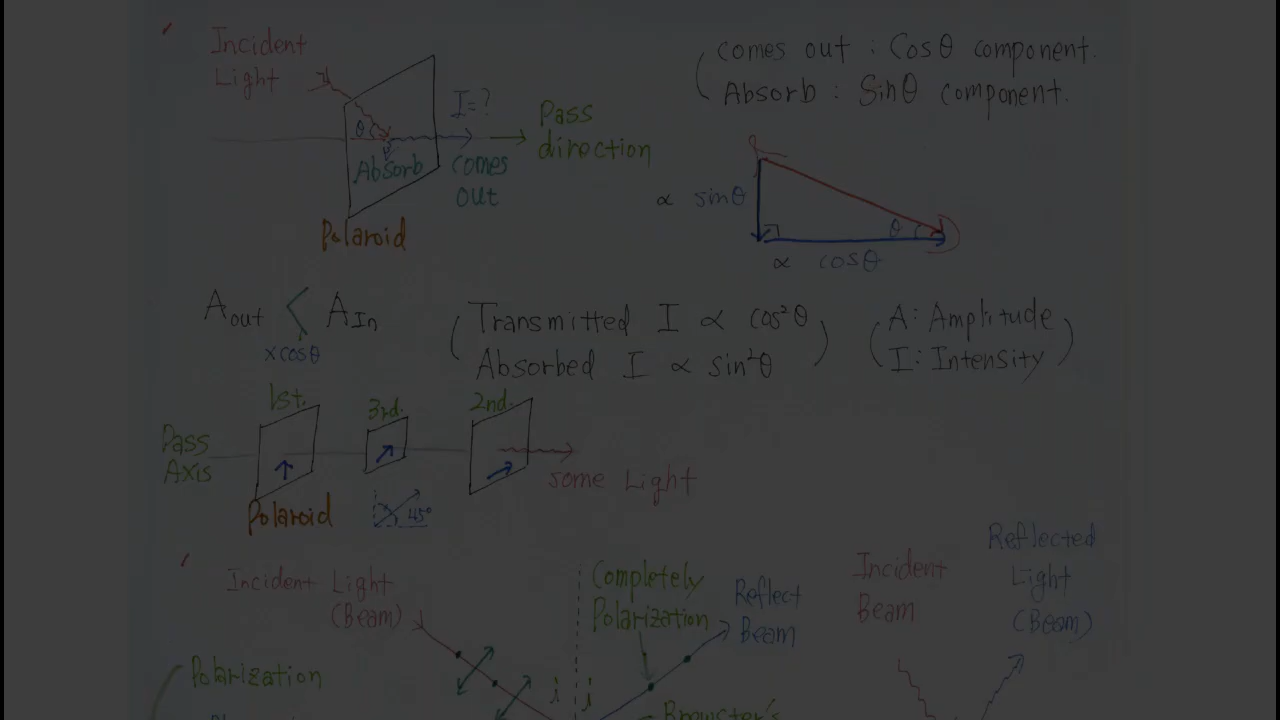 Incident
Light
I=?
θ
Absorb
comes
out
Pass
direction
Polaroid
comes out : Cosθ component.
Absorb : Sinθ component.
∝ sinθ
θ
∝ cosθ
Aout < AIn
×cosθ
Transmitted I ∝ cos²θ
Absorbed I ∝ sin²θ
A: Amplitude
I: Intensity
1st.
3rd.
2nd.
Pass
Axis
some Light
Polaroid
45°
Incident Light
(Beam)
Completely
Polarization
Reflect
Beam
Incident
Beam
Reflected
Light
(Beam)
Polarization
i
j
Brewster's